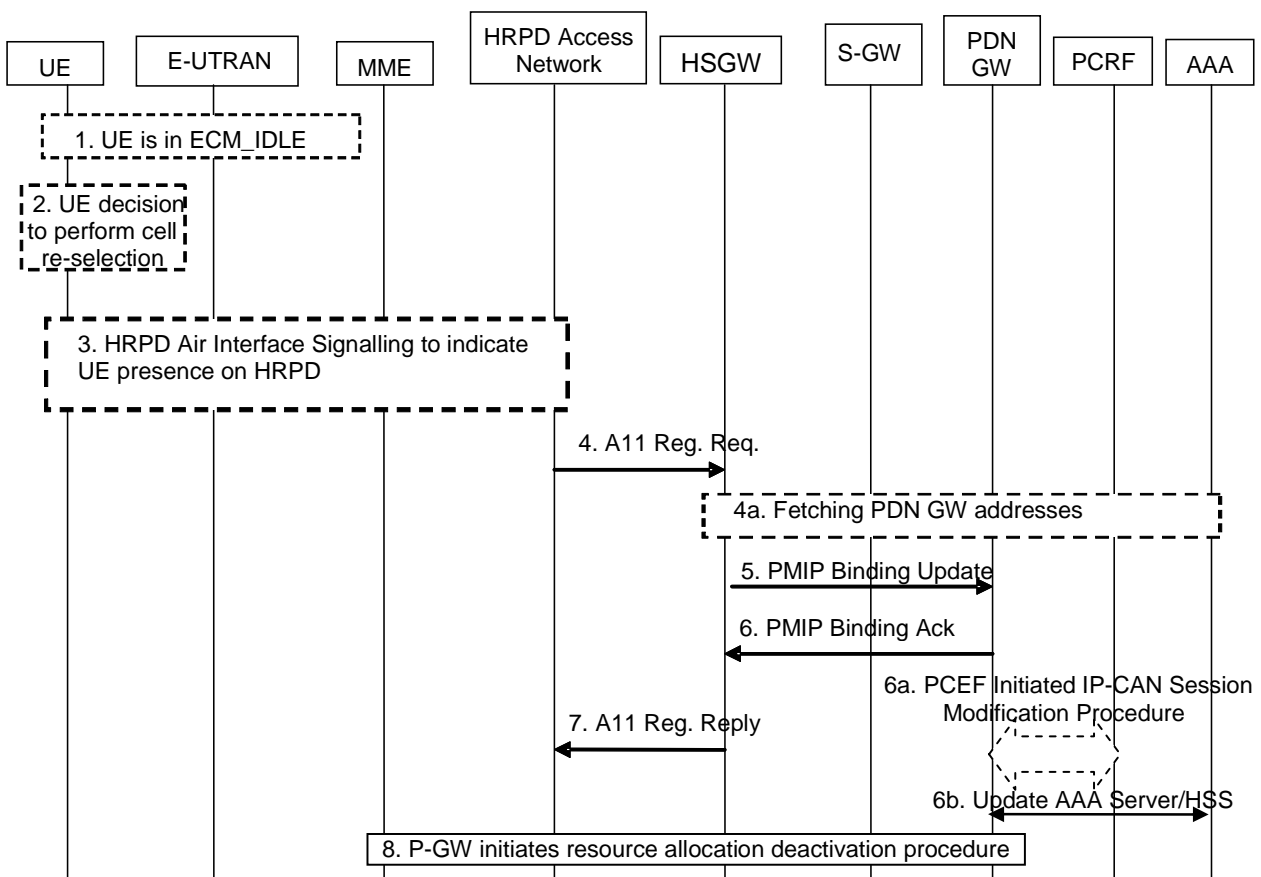 UE
E-UTRAN
MME
HRPD Access
Network
HSGW
S-GW
PDN
GW
PCRF
AAA
1. UE is in ECM_IDLE
2. UE decision
to perform cell
re-selection
3. HRPD Air Interface Signalling to indicate
UE presence on HRPD
4. A11 Reg. Req.
4a. Fetching PDN GW addresses
5. PMIP Binding Update
6. PMIP Binding Ack
6a. PCEF Initiated IP-CAN Session
Modification Procedure
7. A11 Reg. Reply
6b. Update AAA Server/HSS
8. P-GW initiates resource allocation deactivation procedure